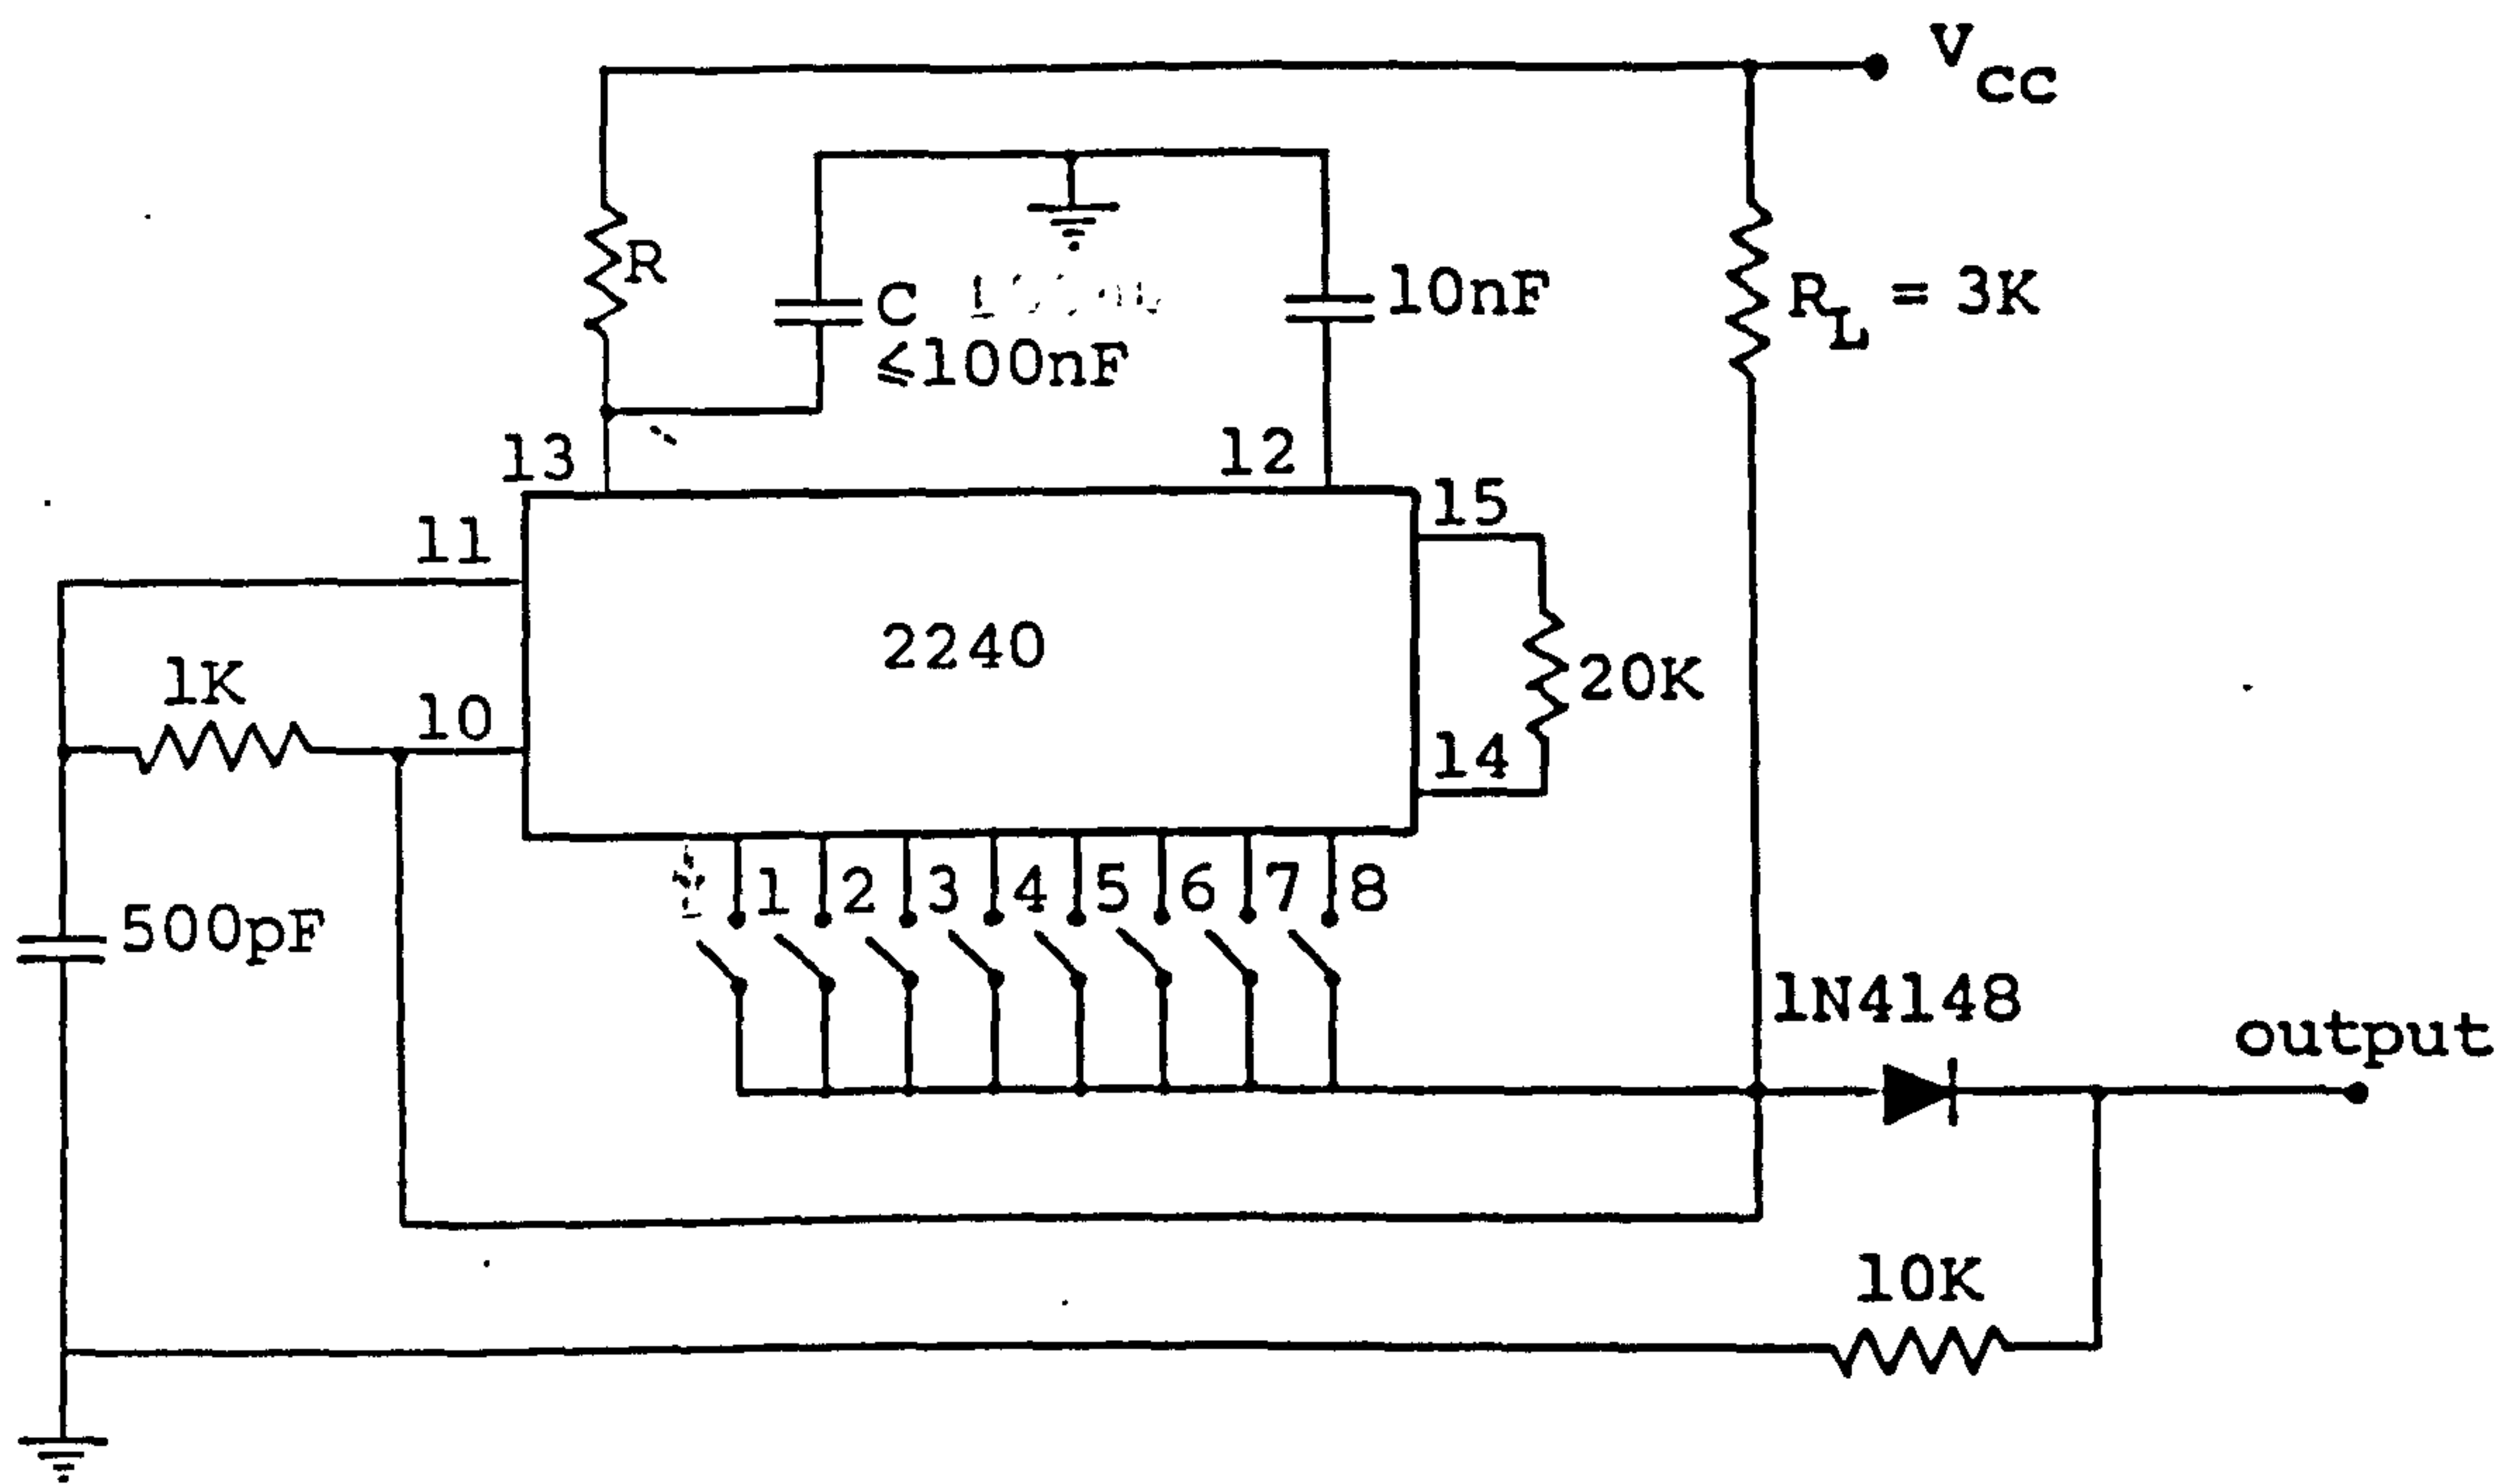 VCC
R
C
≤100nF
10nF
RL = 3K
13
12
11
15
2240
1K
10
20K
14
500pF
1 2 3 4 5 6 7 8
1N4148
output
10K